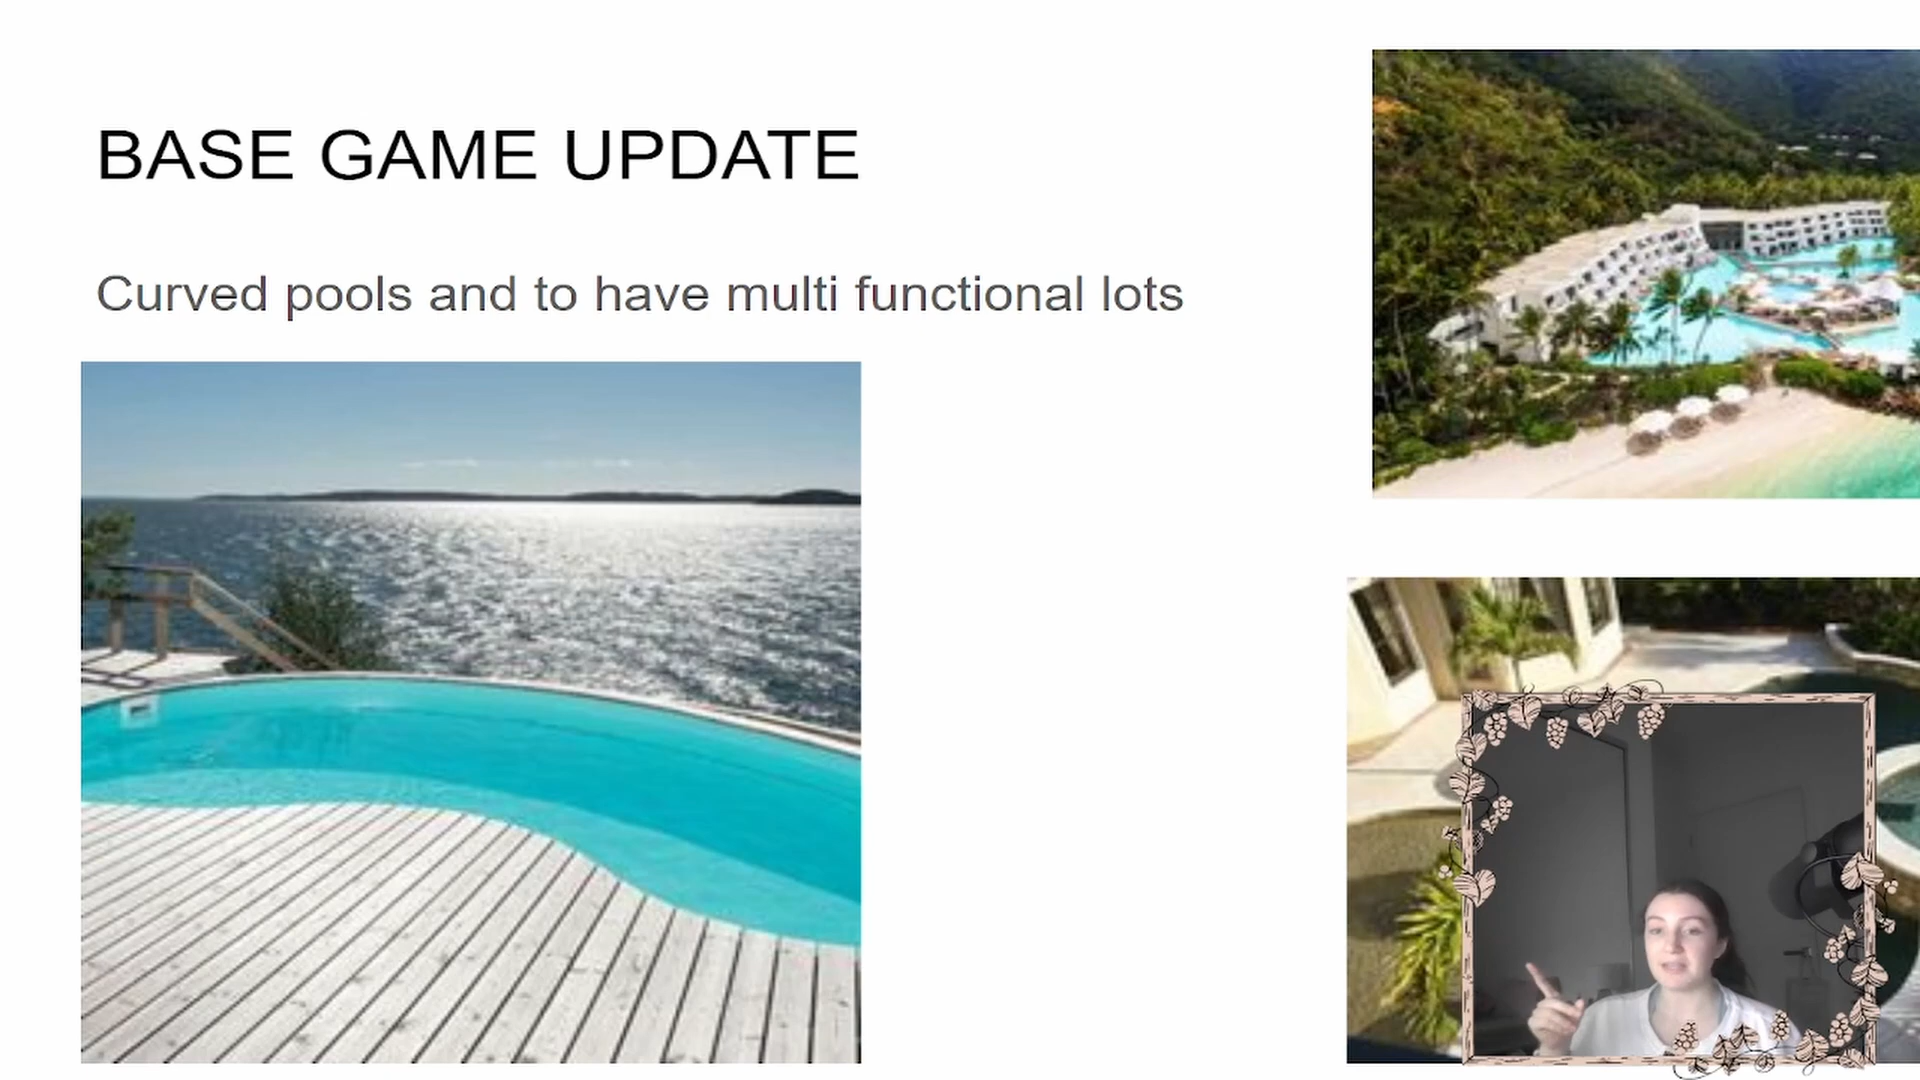 BASE GAME UPDATE
Curved pools and to have multi functional lots